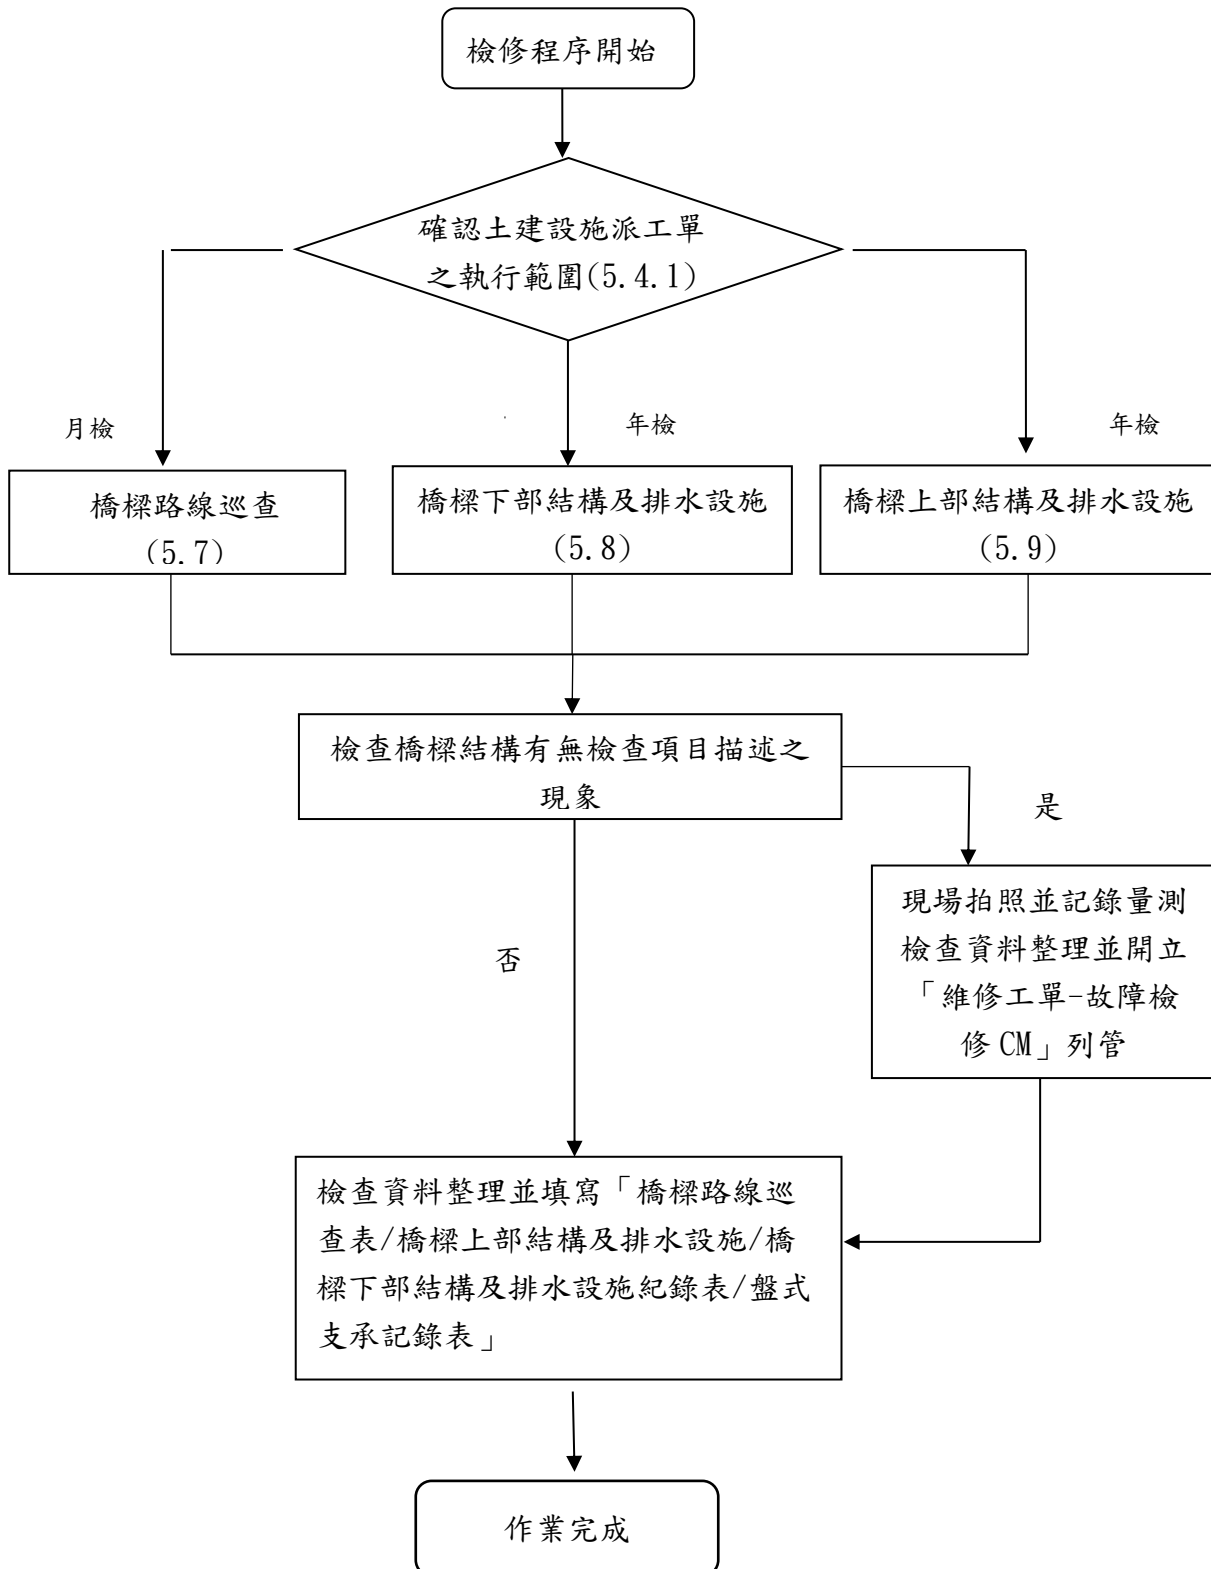 檢修程序開始
確認土建設施派工單
之執行範圍(5.4.1)
月檢
年檢
年檢
橋樑路線巡查
(5.7)
橋樑下部結構及排水設施
(5.8)
橋樑上部結構及排水設施
(5.9)
檢查橋樑結構有無檢查項目描述之
現象
是
現場拍照並記錄量測
檢查資料整理並開立
「維修工單-故障檢
修 CM」列管
否
檢查資料整理並填寫「橋樑路線巡
查表/橋樑上部結構及排水設施/橋
樑下部結構及排水設施紀錄表/盤式
支承記錄表」
作業完成